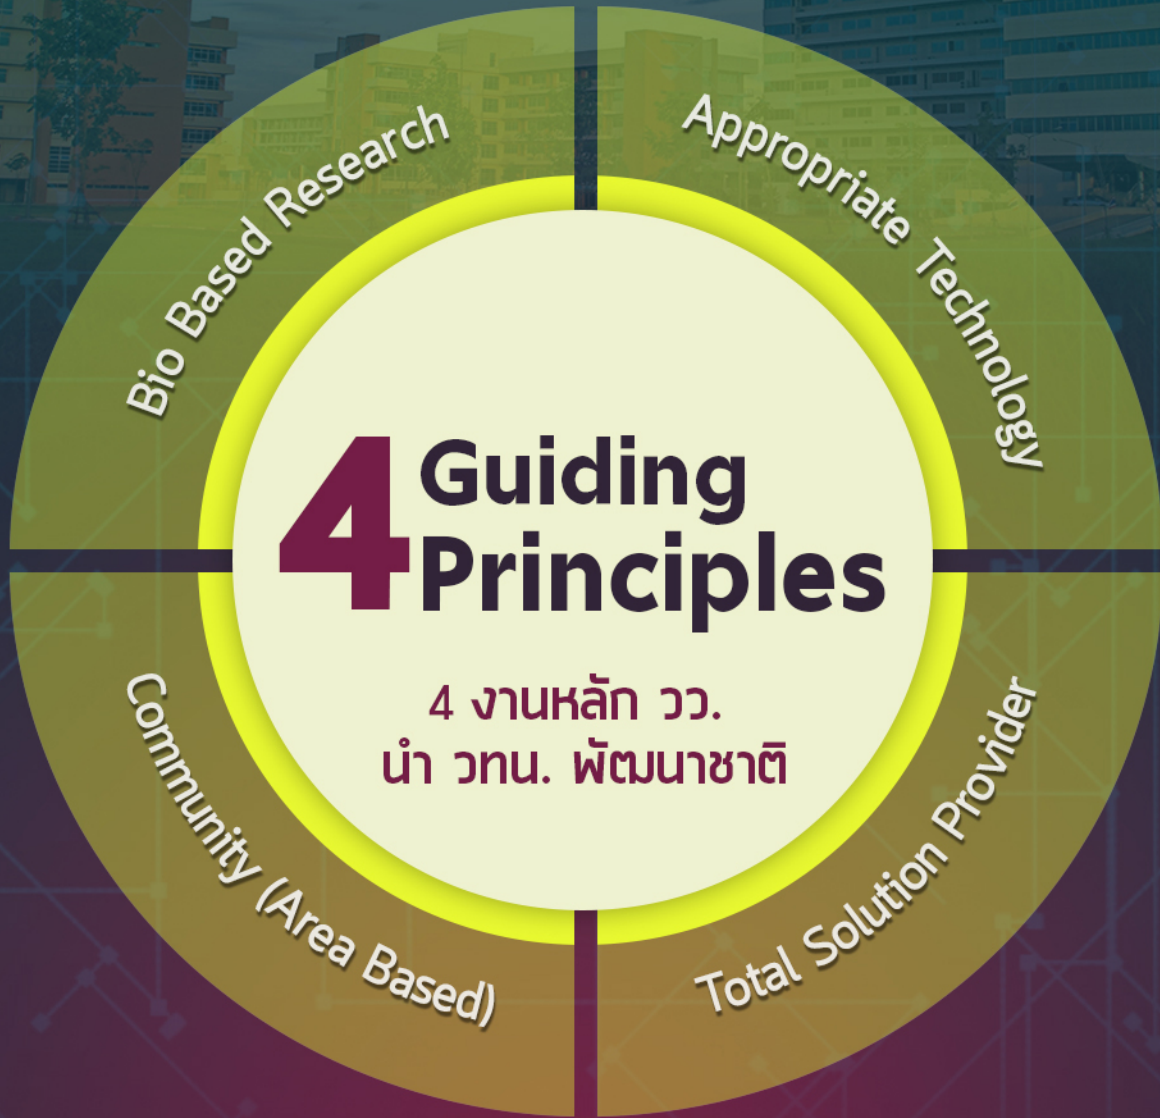 Bio Based Research
Appropriate Technology
4 Guiding
Principles
4 งานหลัก วว.
นำ วทน. พัฒนาชาติ
Community (Area Based)
Total Solution Provider